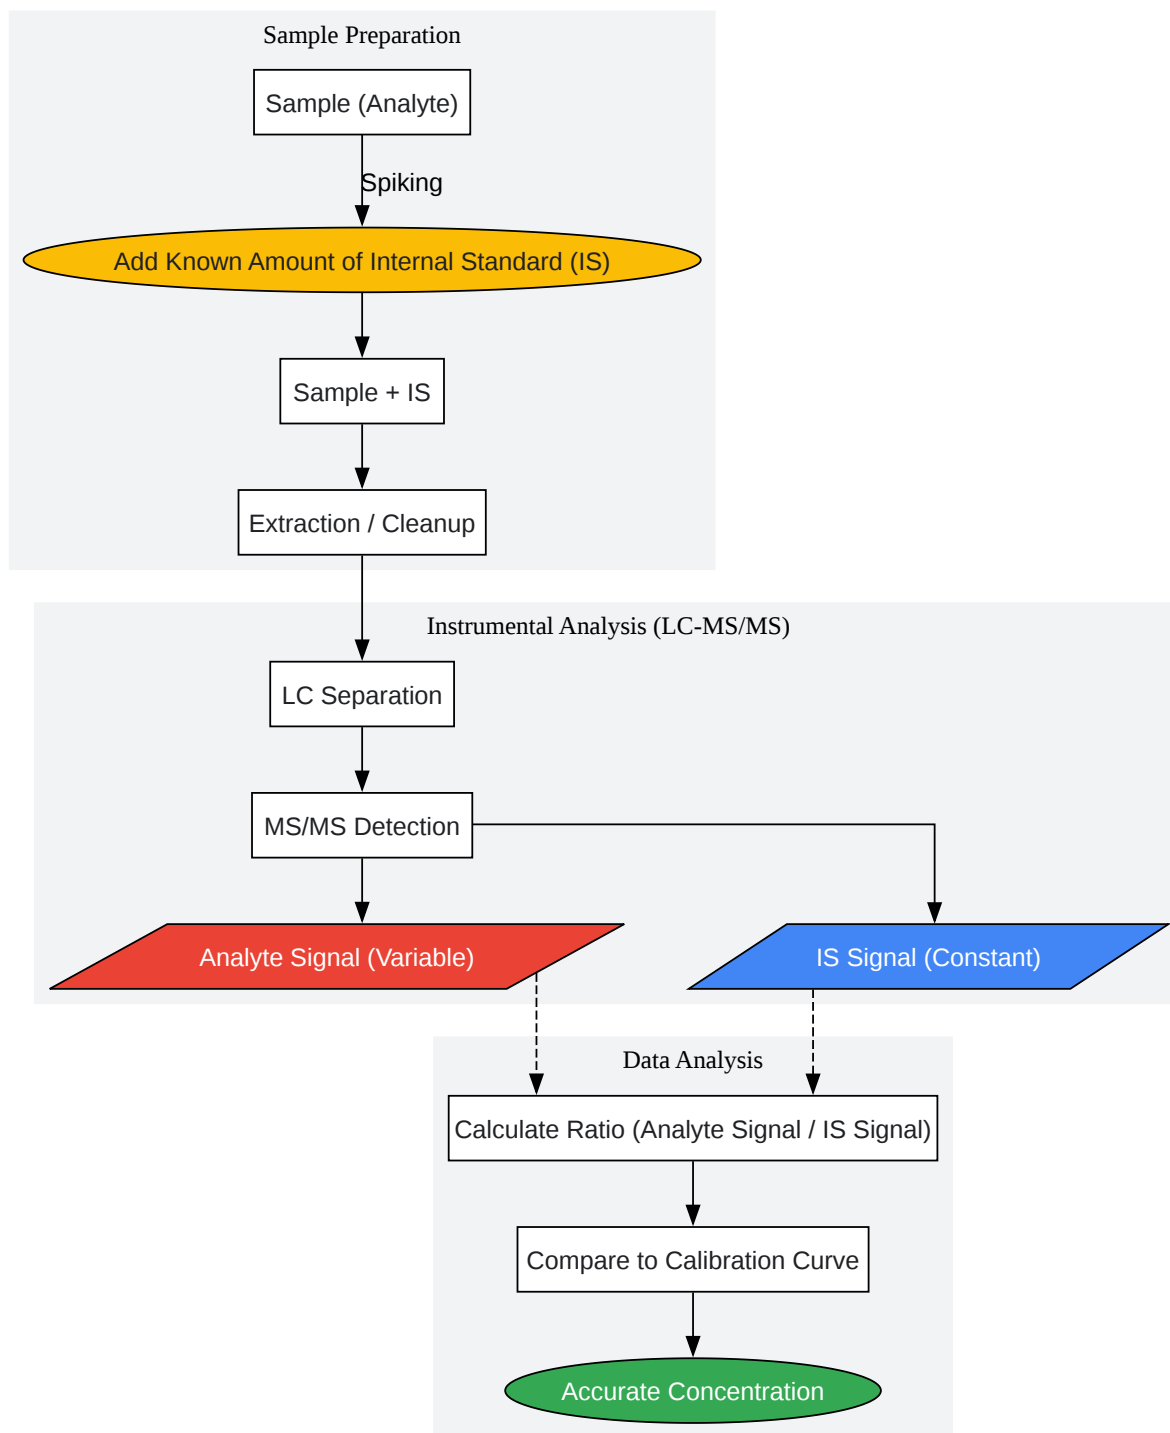 Sample Preparation
Sample (Analyte)
Spiking
Add Known Amount of Internal Standard (IS)
Sample + IS
Extraction / Cleanup
Instrumental Analysis (LC-MS/MS)
LC Separation
MS/MS Detection
Analyte Signal (Variable)
IS Signal (Constant)
Data Analysis
Calculate Ratio (Analyte Signal / IS Signal)
Compare to Calibration Curve
Accurate Concentration